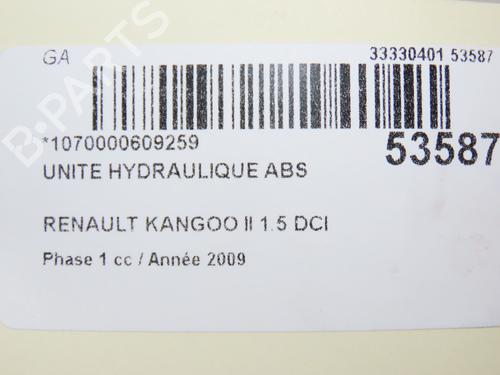 GA 33330401 53587
*1070000609259 53587
UNITE HYDRAULIQUE ABS
RENAULT KANGOO II 1.5 DCI
Phase 1 cc / Année 2009
B-PARTS